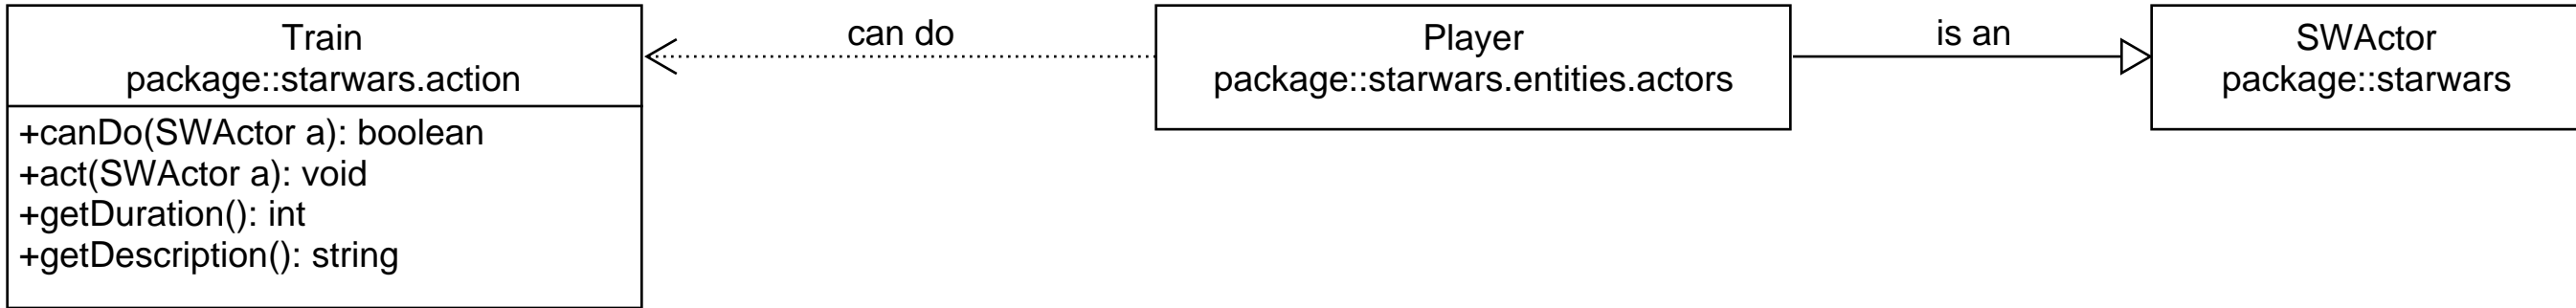 Train
package::starwars.action
+canDo(SWActor a): boolean
+act(SWActor a): void
+getDuration(): int
+getDescription(): string
can do
Player
package::starwars.entities.actors
is an
SWActor
package::starwars